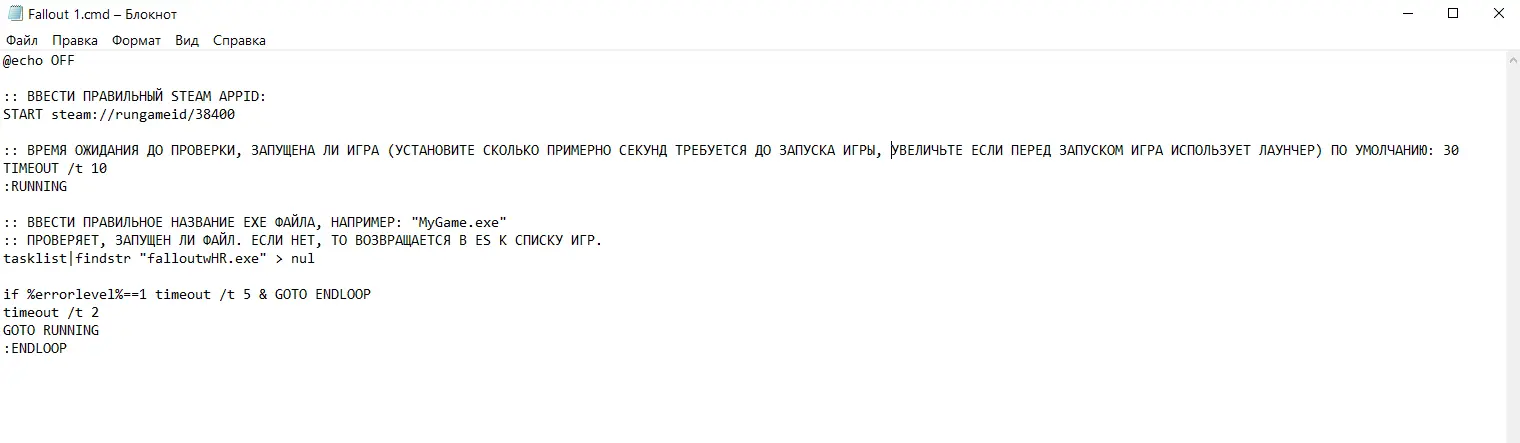 Fallout 1.cmd – Блокнот
Файл Правка Формат Вид Справка
@echo OFF
:: ВВЕСТИ ПРАВИЛЬНЫЙ STEAM APPID:
START steam://rungameid/38400
:: ВРЕМЯ ОЖИДАНИЯ ДО ПРОВЕРКИ, ЗАПУЩЕНА ЛИ ИГРА (УСТАНОВИТЕ СКОЛЬКО ПРИМЕРНО СЕКУНД ТРЕБУЕТСЯ ДО ЗАПУСКА ИГРЫ, УВЕЛИЧЬТЕ ЕСЛИ ПЕРЕД ЗАПУСКОМ ИГРА ИСПОЛЬЗУЕТ ЛАУНЧЕР) ПО УМОЛЧАНИЮ: 30
TIMEOUT /t 10
:RUNNING
:: ВВЕСТИ ПРАВИЛЬНОЕ НАЗВАНИЕ EXE ФАЙЛА, НАПРИМЕР: "MyGame.exe"
:: ПРОВЕРЯЕТ, ЗАПУЩЕН ЛИ ФАЙЛ. ЕСЛИ НЕТ, ТО ВОЗВРАЩАЕТСЯ В ES К СПИСКУ ИГР.
tasklist|findstr "falloutwHR.exe" > nul
if %errorlevel%==1 timeout /t 5 & GOTO ENDLOOP
timeout /t 2
GOTO RUNNING
:ENDLOOP